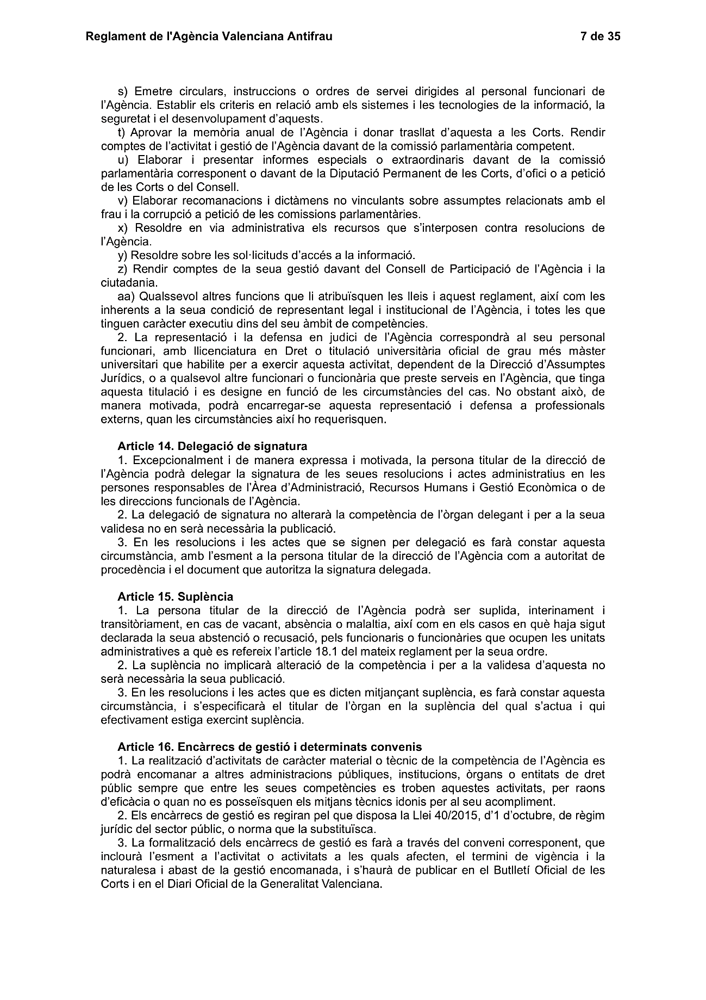 Reglament de l'Agència Valenciana Antifrau 7 de 35
s) Emetre circulars, instruccions o ordres de servei dirigides al personal funcionari de
l’Agència. Establir els criteris en relació amb els sistemes i les tecnologies de la informació, la
seguretat i el desenvolupament d’aquests.
t) Aprovar la memòria anual de l’Agència i donar trasllat d’aquesta a les Corts. Rendir
comptes de l’activitat i gestió de l’Agència davant de la comissió parlamentària competent.
u) Elaborar i presentar informes especials o extraordinaris davant de la comissió
parlamentària corresponent o davant de la Diputació Permanent de les Corts, d’ofici o a petició
de les Corts o del Consell.
v) Elaborar recomanacions i dictàmens no vinculants sobre assumptes relacionats amb el
frau i la corrupció a petició de les comissions parlamentàries.
x) Resoldre en via administrativa els recursos que s’interposen contra resolucions de
l’Agència.
y) Resoldre sobre les sol·licituds d’accés a la informació.
z) Rendir comptes de la seua gestió davant del Consell de Participació de l’Agència i la
ciutadania.
aa) Qualssevol altres funcions que li atribuïsquen les lleis i aquest reglament, així com les
inherents a la seua condició de representant legal i institucional de l’Agència, i totes les que
tinguen caràcter executiu dins del seu àmbit de competències.
2. La representació i la defensa en judici de l’Agència correspondrà al seu personal
funcionari, amb llicenciatura en Dret o titulació universitària oficial de grau més màster
universitari que habilite per a exercir aquesta activitat, dependent de la Direcció d’Assumptes
Jurídics, o a qualsevol altre funcionari o funcionària que preste serveis en l’Agència, que tinga
aquesta titulació i es designe en funció de les circumstàncies del cas. No obstant això, de
manera motivada, podrà encarregar-se aquesta representació i defensa a professionals
externs, quan les circumstàncies així ho requerisquen.
Article 14. Delegació de signatura
1. Excepcionalment i de manera expressa i motivada, la persona titular de la direcció de
l’Agència podrà delegar la signatura de les seues resolucions i actes administratius en les
persones responsables de l’Àrea d’Administració, Recursos Humans i Gestió Econòmica o de
les direccions funcionals de l’Agència.
2. La delegació de signatura no alterarà la competència de l’òrgan delegant i per a la seua
validesa no en serà necessària la publicació.
3. En les resolucions i les actes que se signen per delegació es farà constar aquesta
circumstància, amb l’esment a la persona titular de la direcció de l’Agència com a autoritat de
procedència i el document que autoritza la signatura delegada.
Article 15. Suplència
1. La persona titular de la direcció de l’Agència podrà ser suplida, interinament i
transitòriament, en cas de vacant, absència o malaltia, així com en els casos en què haja sigut
declarada la seua abstenció o recusació, pels funcionaris o funcionàries que ocupen les unitats
administratives a què es refereix l’article 18.1 del mateix reglament per la seua ordre.
2. La suplència no implicarà alteració de la competència i per a la validesa d’aquesta no
serà necessària la seua publicació.
3. En les resolucions i les actes que es dicten mitjançant suplència, es farà constar aquesta
circumstància, i s’especificarà el titular de l’òrgan en la suplència del qual s’actua i qui
efectivament estiga exercint suplència.
Article 16. Encàrrecs de gestió i determinats convenis
1. La realització d’activitats de caràcter material o tècnic de la competència de l’Agència es
podrà encomanar a altres administracions públiques, institucions, òrgans o entitats de dret
públic sempre que entre les seues competències es troben aquestes activitats, per raons
d’eficàcia o quan no es posseïsquen els mitjans tècnics idonis per al seu acompliment.
2. Els encàrrecs de gestió es regiran pel que disposa la Llei 40/2015, d’1 d’octubre, de règim
jurídic del sector públic, o norma que la substituïsca.
3. La formalització dels encàrrecs de gestió es farà a través del conveni corresponent, que
inclourà l’esment a l’activitat o activitats a les quals afecten, el termini de vigència i la
naturalesa i abast de la gestió encomanada, i s’haurà de publicar en el Butlletí Oficial de les
Corts i en el Diari Oficial de la Generalitat Valenciana.